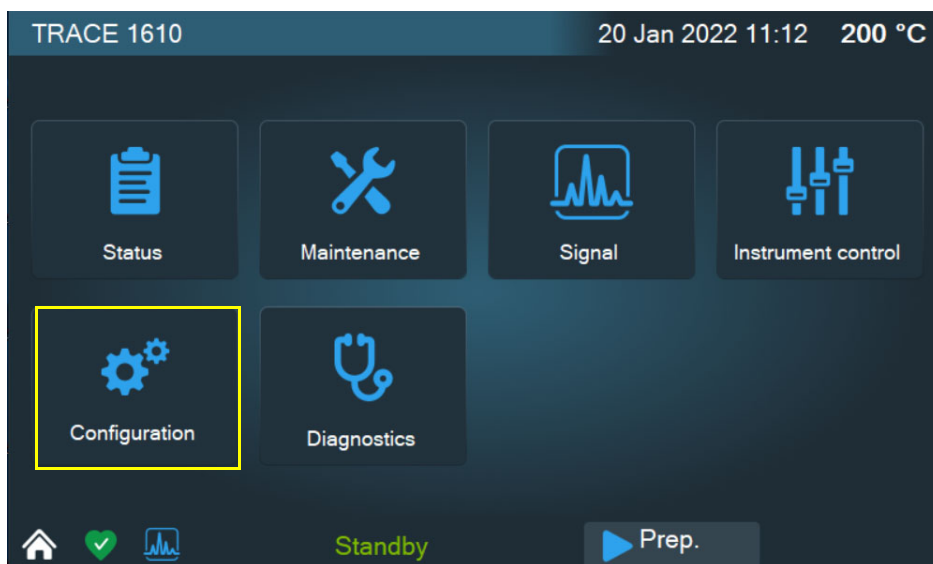 TRACE 1610 20 Jan 2022 11:12 200 °C
Status Maintenance Signal Instrument control
Configuration Diagnostics
Standby Prep.